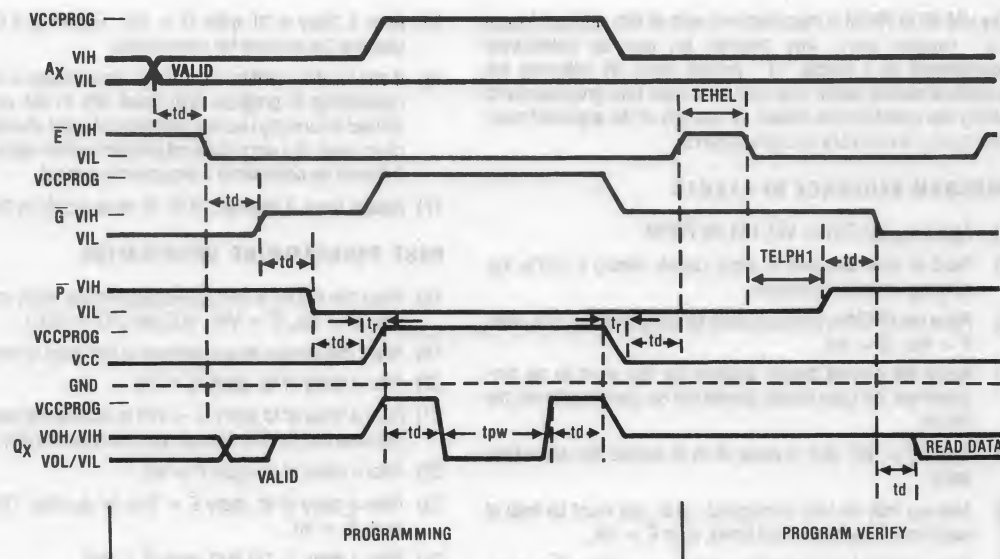 VCCPROG
AX VIH
VIL
VALID
td
TEHEL
E VIH
VIL
VCCPROG
td
G VIH
VIL
td
TELPH1
td
P VIH
VIL
VCCPROG
VCC
td
tr
tr
td
GND
VCCPROG
QX VOH/VIH
VOL/VIL
VALID
td
tpw
td
READ DATA
td
PROGRAMMING
PROGRAM VERIFY